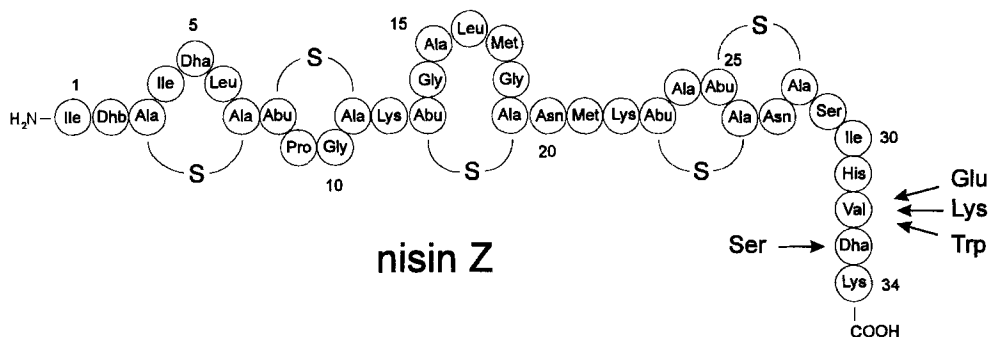 1 5 10 15 20 25 30 34
H₂N Ile Dhb Ala Ile Dha Leu Ala Abu Pro Gly Ala Lys Abu Gly Ala Leu Met Gly Ala Asn Met Lys Abu Ala Abu Ala Asn Ala Ser
S S S S S
Ile
His
Val
Dha
Lys
COOH
Glu
Lys
Trp
Ser
nisin Z